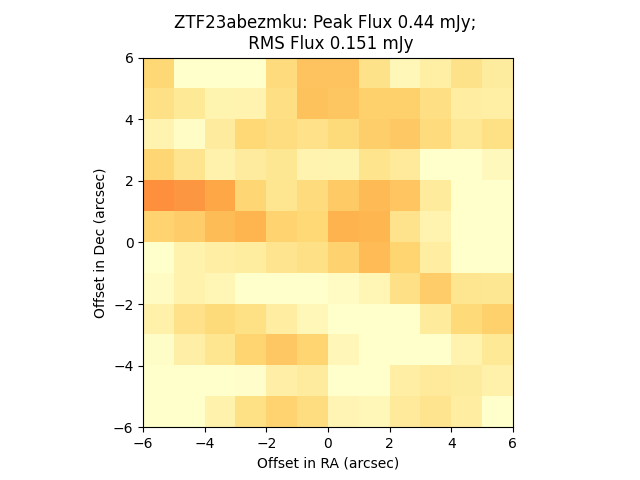 ZTF23abezmku: Peak Flux 0.44 mJy;
RMS Flux 0.151 mJy
6
4
2
0
−2
−4
−6
Offset in Dec (arcsec)
−6 −4 −2 0 2 4 6
Offset in RA (arcsec)